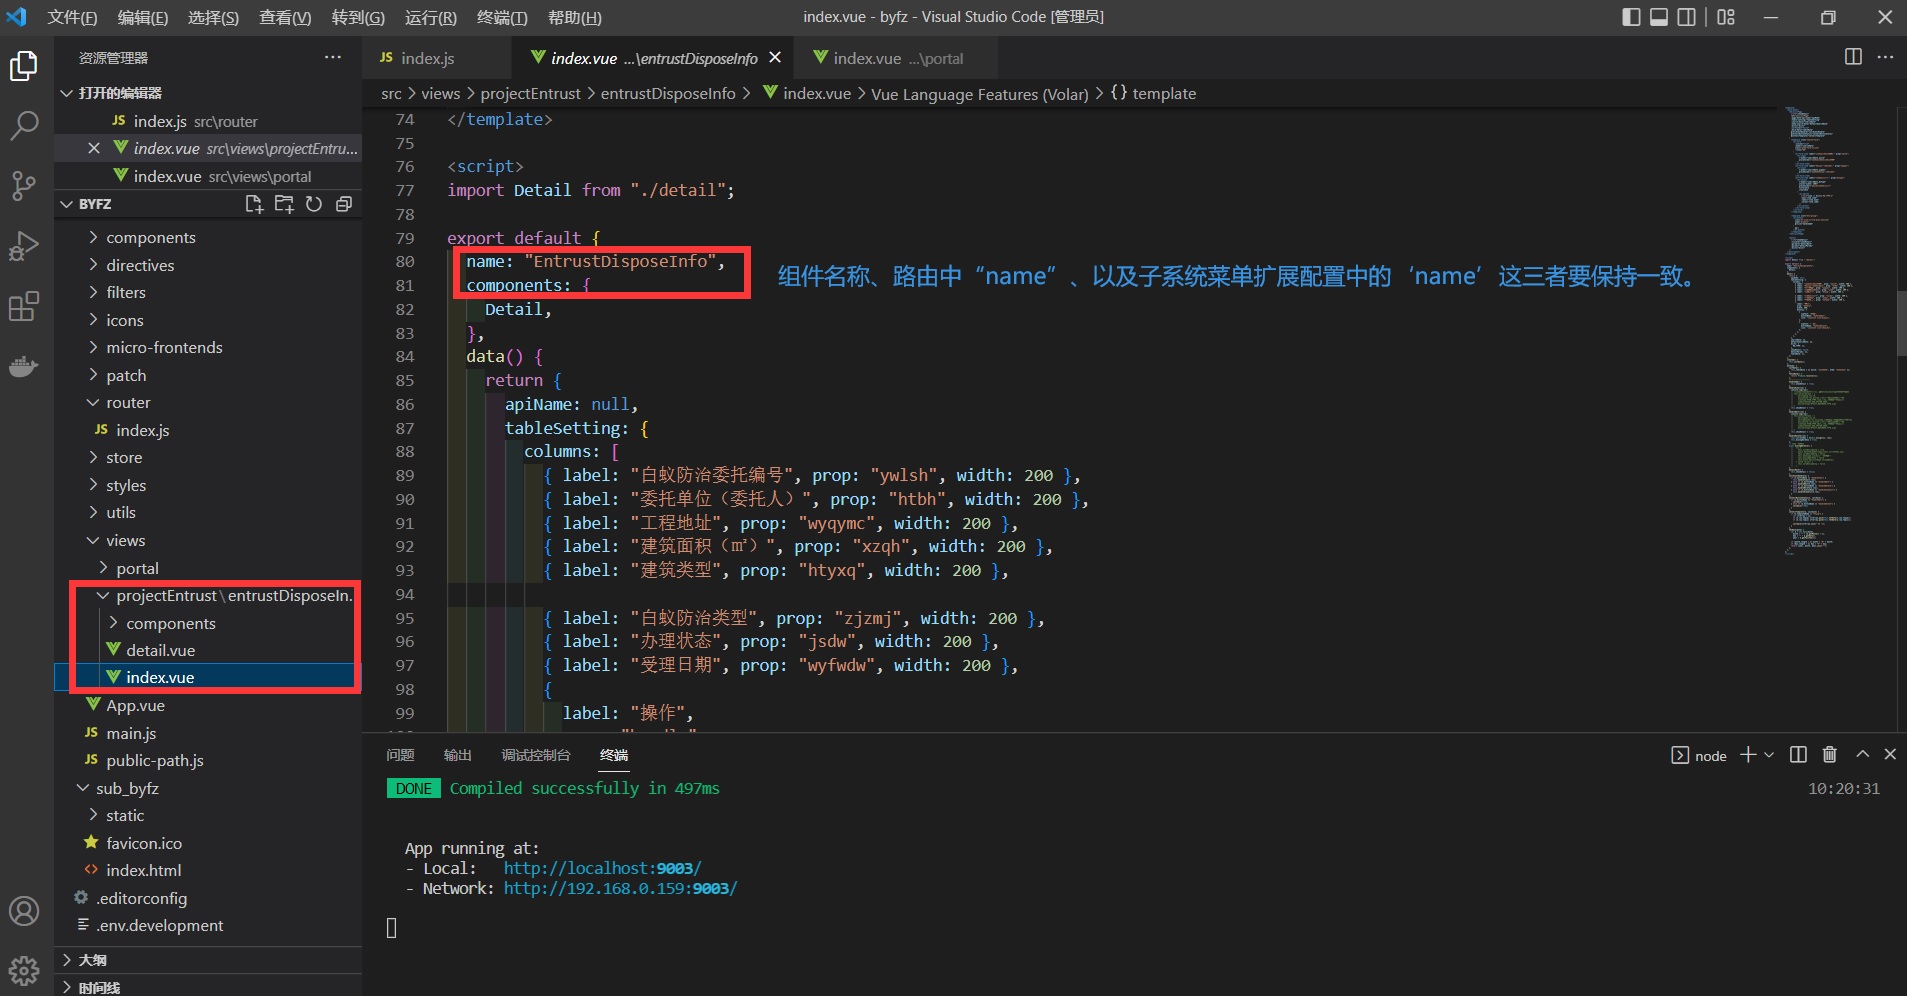 文件(F) 编辑(E) 选择(S) 查看(V) 转到(G) 运行(R) 终端(T) 帮助(H) index.vue - byfz - Visual Studio Code [管理员]
资源管理器 ···
打开的编辑器
JS index.js src\router
index.vue src\views\projectEntru...
index.vue src\views\portal
BYFZ
components
directives
filters
icons
micro-frontends
patch
router
JS index.js
store
styles
utils
views
portal
projectEntrust\entrustDisposeIn.
components
detail.vue
index.vue
App.vue
JS main.js
JS public-path.js
sub_byfz
static
favicon.ico
<> index.html
.editorconfig
.env.development
大纲
时间线
JS index.js index.vue ...\entrustDisposeInfo index.vue ...\portal
src > views > projectEntrust > entrustDisposeInfo > index.vue > Vue Language Features (Volar) > {} template
74 </template>
75
76 <script>
77 import Detail from "./detail";
78
79 export default {
80 name: "EntrustDisposeInfo",
81 components: {
组件名称、路由中“name”、以及子系统菜单扩展配置中的‘name’这三者要保持一致。
82 Detail,
83 },
84 data() {
85 return {
86 apiName: null,
87 tableSetting: {
88 columns: [
89 { label: "白蚁防治委托编号", prop: "ywlsh", width: 200 },
90 { label: "委托单位（委托人）", prop: "htbh", width: 200 },
91 { label: "工程地址", prop: "wyqymc", width: 200 },
92 { label: "建筑面积（㎡）", prop: "xzqh", width: 200 },
93 { label: "建筑类型", prop: "htyxq", width: 200 },
94
95 { label: "白蚁防治类型", prop: "zjzmj", width: 200 },
96 { label: "办理状态", prop: "jsdw", width: 200 },
97 { label: "受理日期", prop: "wyfwdw", width: 200 },
98 {
99 label: "操作",
问题 输出 调试控制台 终端 node
DONE Compiled successfully in 497ms 10:20:31
App running at:
- Local: http://localhost:9003/
- Network: http://192.168.0.159:9003/